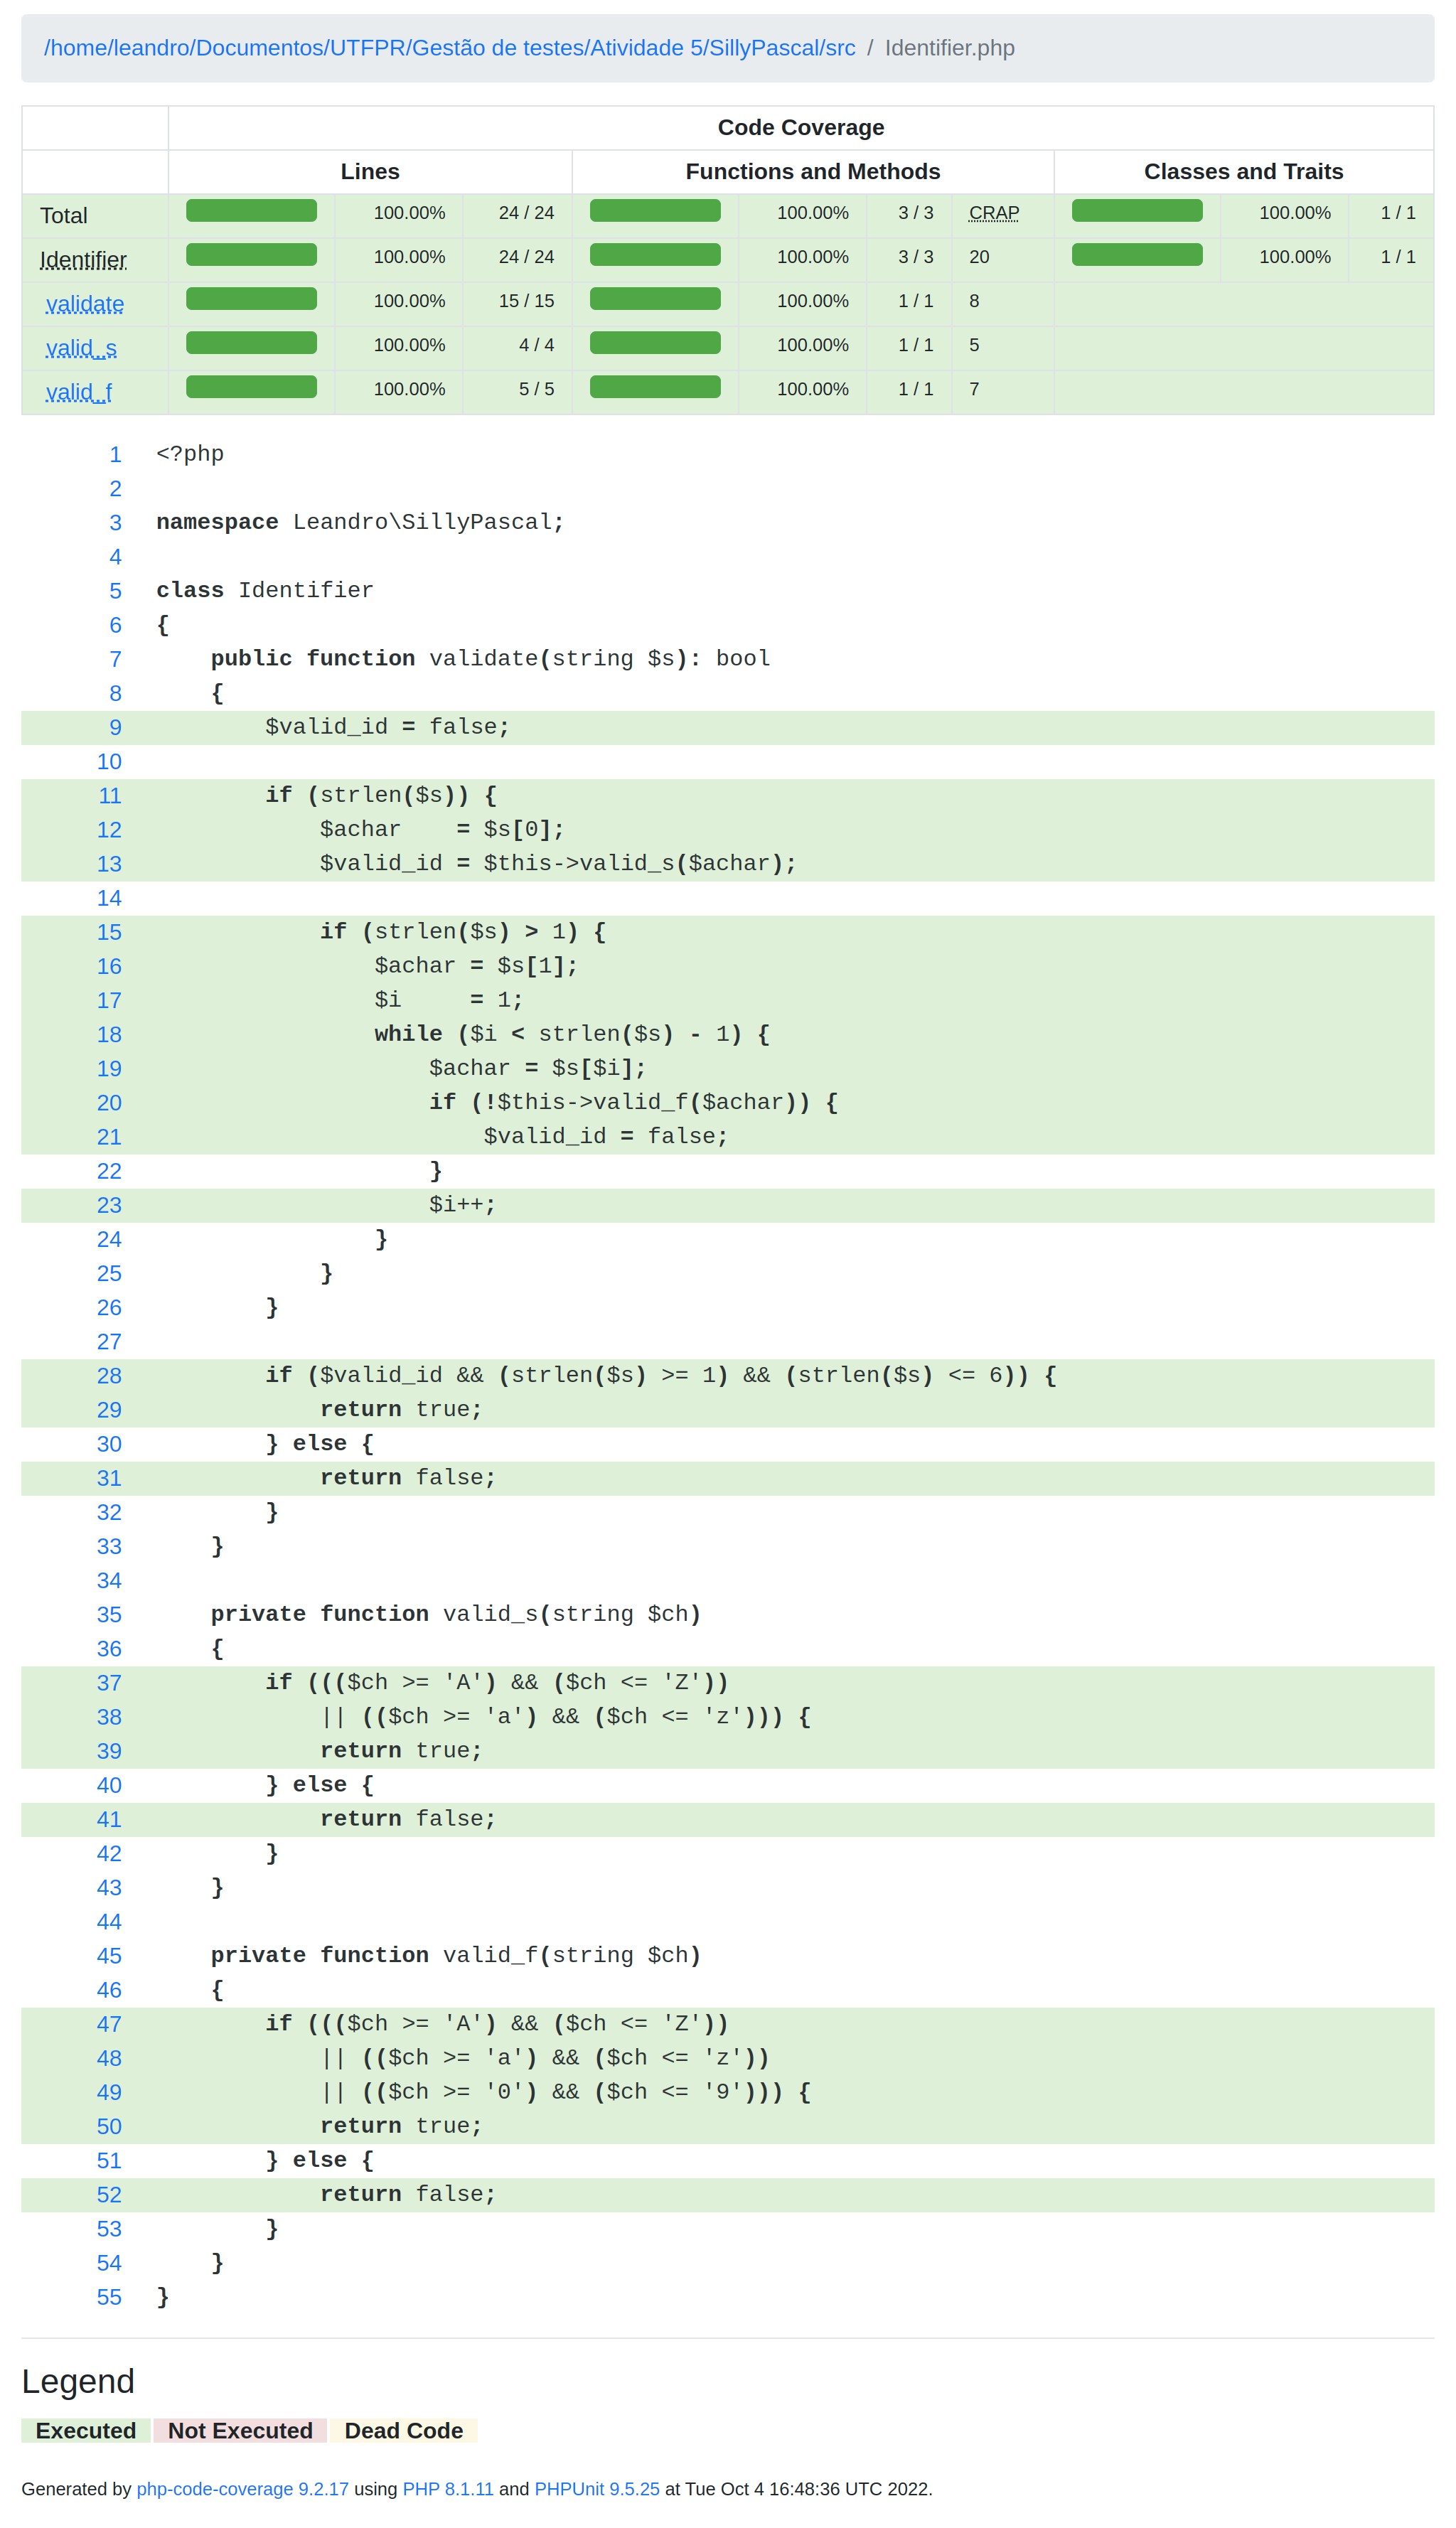 /home/leandro/Documentos/UTFPR/Gestão de testes/Atividade 5/SillyPascal/src / Identifier.php
Code Coverage
Lines Functions and Methods Classes and Traits
Total 100.00% 24 / 24 100.00% 3 / 3 CRAP 100.00% 1 / 1
Identifier 100.00% 24 / 24 100.00% 3 / 3 20 100.00% 1 / 1
validate 100.00% 15 / 15 100.00% 1 / 1 8
valid_s 100.00% 4 / 4 100.00% 1 / 1 5
valid_f 100.00% 5 / 5 100.00% 1 / 1 7
1 <?php
2
3 namespace Leandro\SillyPascal;
4
5 class Identifier
6 {
7     public function validate(string $s): bool
8     {
9         $valid_id = false;
10
11         if (strlen($s)) {
12             $achar    = $s[0];
13             $valid_id = $this->valid_s($achar);
14
15             if (strlen($s) > 1) {
16                 $achar = $s[1];
17                 $i     = 1;
18                 while ($i < strlen($s) - 1) {
19                     $achar = $s[$i];
20                     if (!$this->valid_f($achar)) {
21                         $valid_id = false;
22                     }
23                     $i++;
24                 }
25             }
26         }
27
28         if ($valid_id && (strlen($s) >= 1) && (strlen($s) <= 6)) {
29             return true;
30         } else {
31             return false;
32         }
33     }
34
35     private function valid_s(string $ch)
36     {
37         if ((($ch >= 'A') && ($ch <= 'Z'))
38             || (($ch >= 'a') && ($ch <= 'z'))) {
39             return true;
40         } else {
41             return false;
42         }
43     }
44
45     private function valid_f(string $ch)
46     {
47         if ((($ch >= 'A') && ($ch <= 'Z'))
48             || (($ch >= 'a') && ($ch <= 'z'))
49             || (($ch >= '0') && ($ch <= '9'))) {
50             return true;
51         } else {
52             return false;
53         }
54     }
55 }
Legend
Executed Not Executed Dead Code
Generated by php-code-coverage 9.2.17 using PHP 8.1.11 and PHPUnit 9.5.25 at Tue Oct 4 16:48:36 UTC 2022.